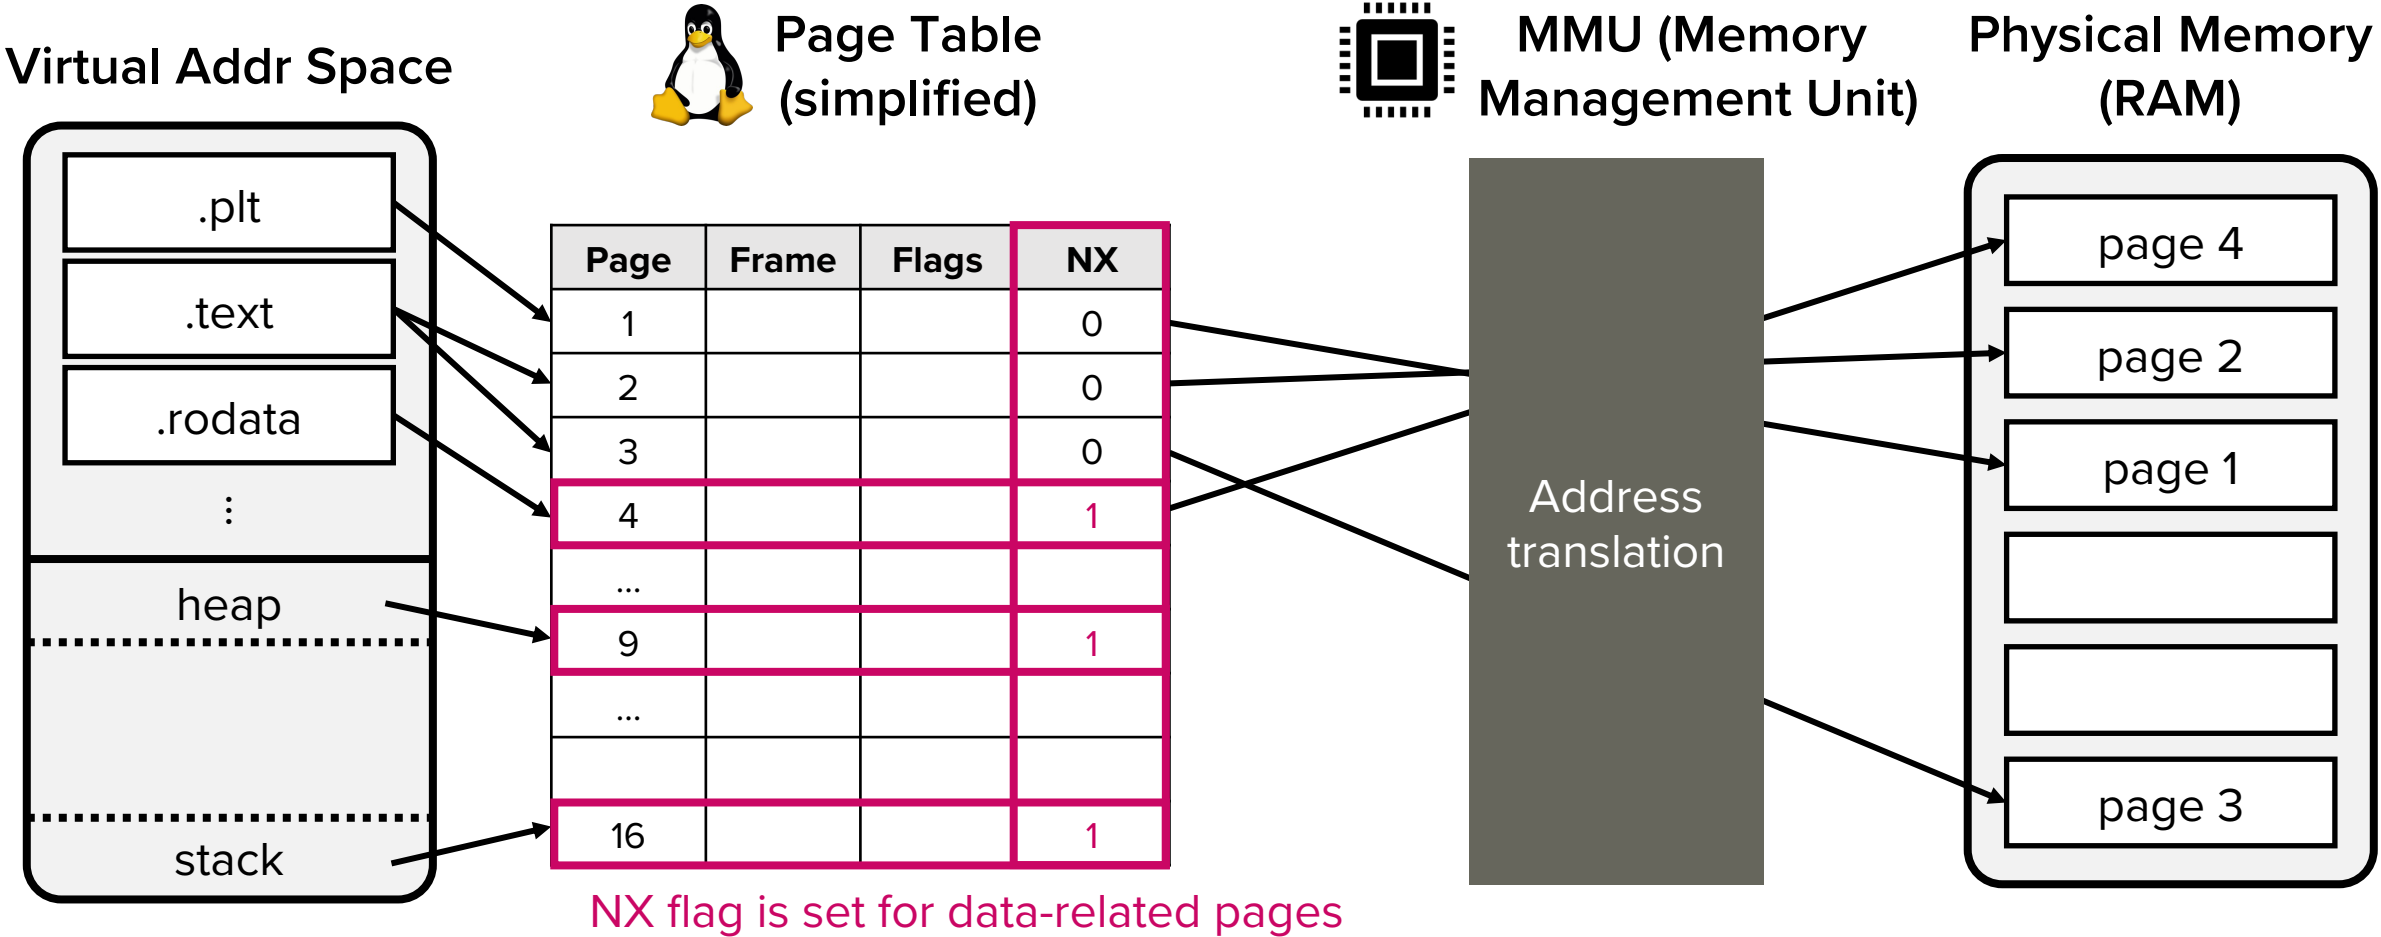 Virtual Addr Space
Page Table
(simplified)
MMU (Memory
Management Unit)
Physical Memory
(RAM)
.plt
.text
.rodata
...
heap
stack
Page Frame Flags NX
1 0
2 0
3 0
4 1
...
9 1
...
16 1
NX flag is set for data-related pages
Address
translation
page 4
page 2
page 1
page 3